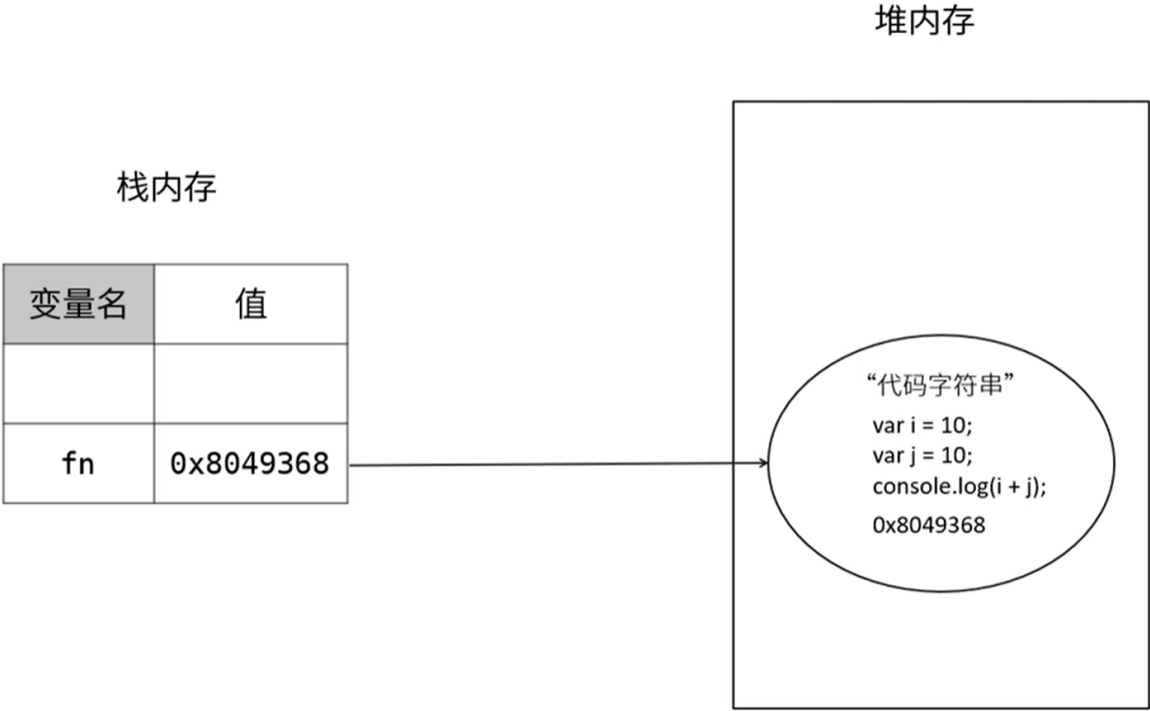 堆内存
栈内存
变量名 值
fn 0x8049368
“代码字符串”
var i = 10;
var j = 10;
console.log(i + j);
0x8049368